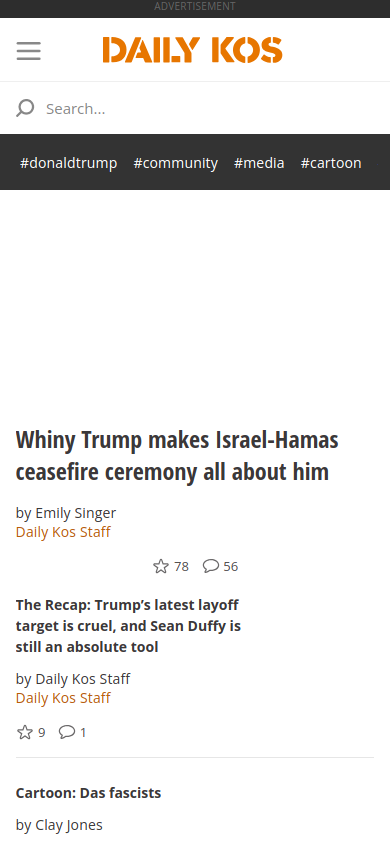 ADVERTISEMENT
DAILY KOS
Search...
#donaldtrump #community #media #cartoon
Whiny Trump makes Israel-Hamas
ceasefire ceremony all about him
by Emily Singer
Daily Kos Staff
78 56
The Recap: Trump’s latest layoff
target is cruel, and Sean Duffy is
still an absolute tool
by Daily Kos Staff
Daily Kos Staff
9 1
Cartoon: Das fascists
by Clay Jones